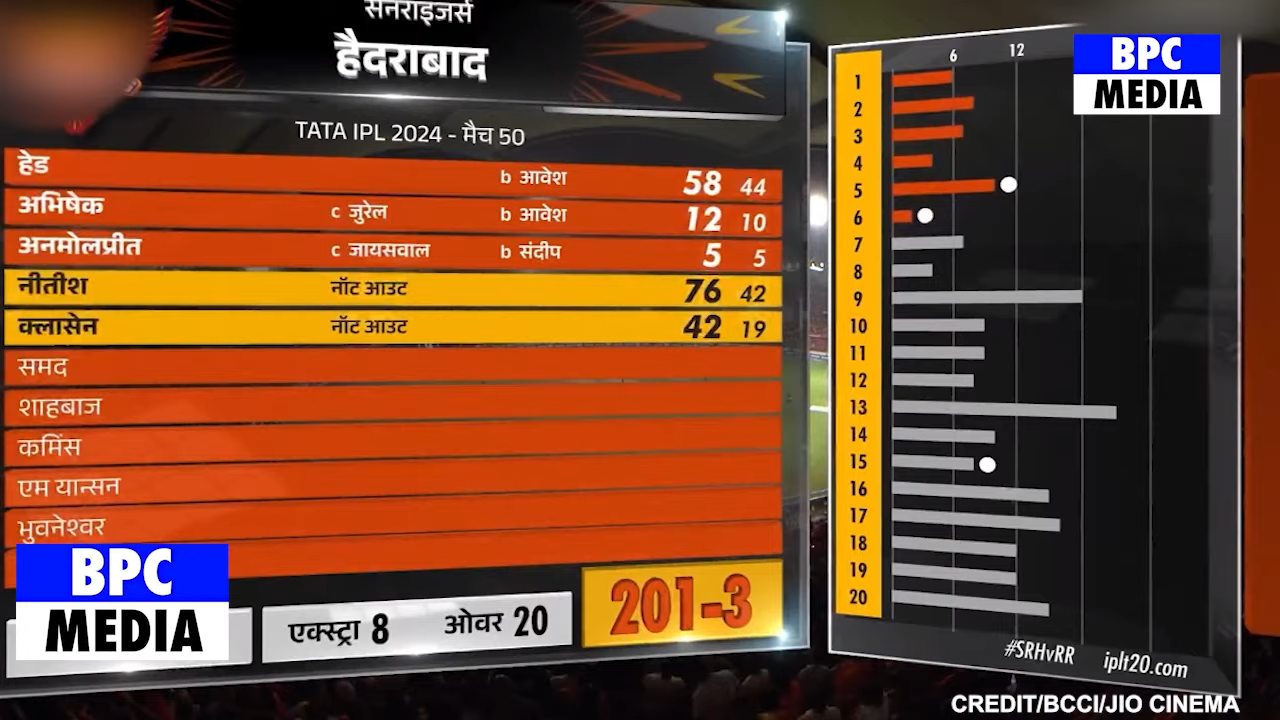 सनराइजर्स
हैदराबाद
TATA IPL 2024 - मैच 50
हेड b आवेश 58 44
अभिषेक c जुरेल b आवेश 12 10
अनमोलप्रीत c जायसवाल b संदीप 5 5
नीतीश नॉट आउट 76 42
क्लासेन नॉट आउट 42 19
समद
शाहबाज
कमिंस
एम यान्सन
भुवनेश्वर
एक्स्ट्रा 8 ओवर 20 201-3
BPC
MEDIA
6 12
1
2
3
4
5
6
7
8
9
10
11
12
13
14
15
16
17
18
19
20
#SRHvRR iplt20.com
BPC
MEDIA
CREDIT/BCCI/JIO CINEMA